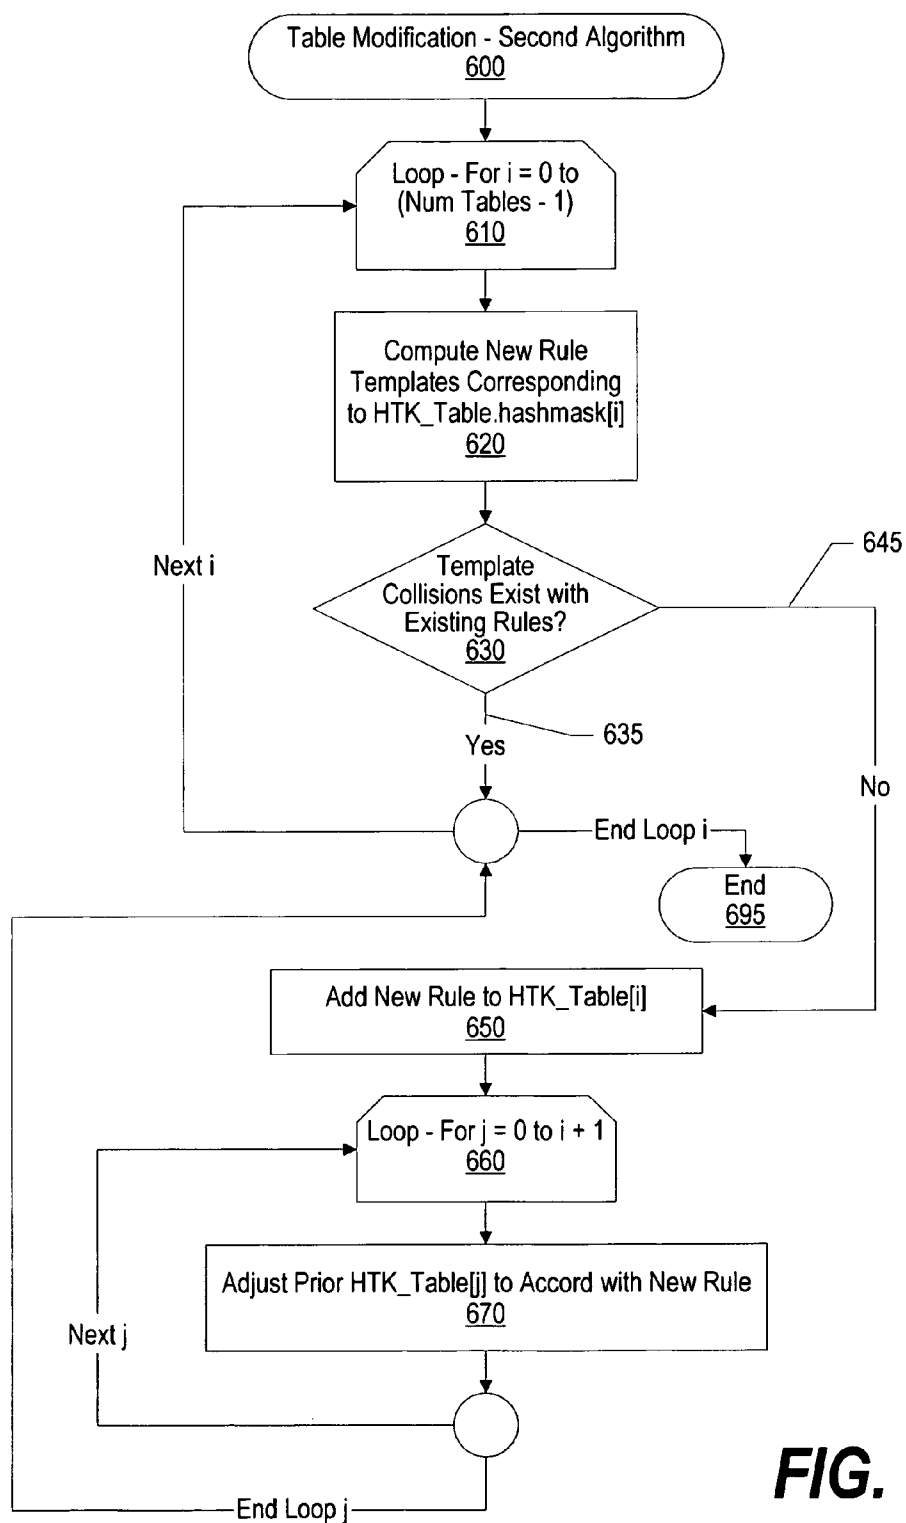 Table Modification - Second Algorithm
600
Loop - For i = 0 to
(Num Tables - 1)
610
Compute New Rule
Templates Corresponding
to HTK_Table.hashmask[i]
620
Next i
Template
Collisions Exist with
Existing Rules?
630
645
635
Yes
No
End Loop i
End
695
Add New Rule to HTK_Table[i]
650
Loop - For j = 0 to i + 1
660
Adjust Prior HTK_Table[j] to Accord with New Rule
670
Next j
End Loop j
FIG.